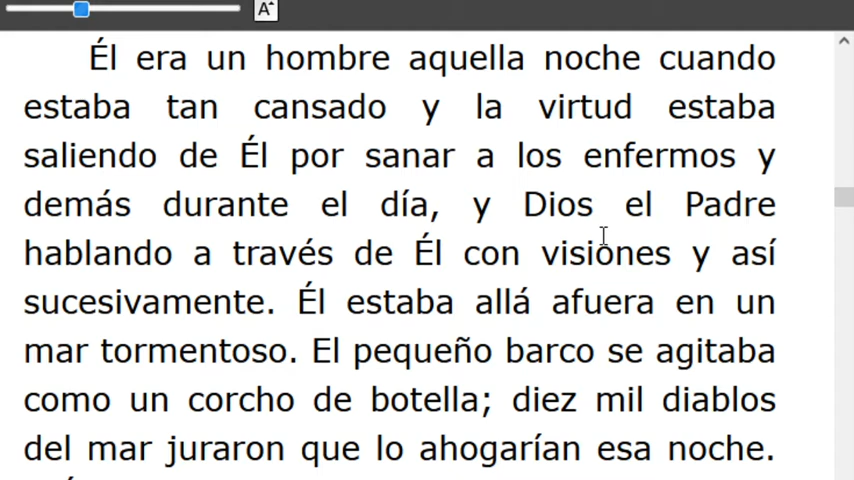 A
Él era un hombre aquella noche cuando
estaba tan cansado y la virtud estaba
saliendo de Él por sanar a los enfermos y
demás durante el día, y Dios el Padre
hablando a través de Él con visiones y así
sucesivamente. Él estaba allá afuera en un
mar tormentoso. El pequeño barco se agitaba
como un corcho de botella; diez mil diablos
del mar juraron que lo ahogarían esa noche.